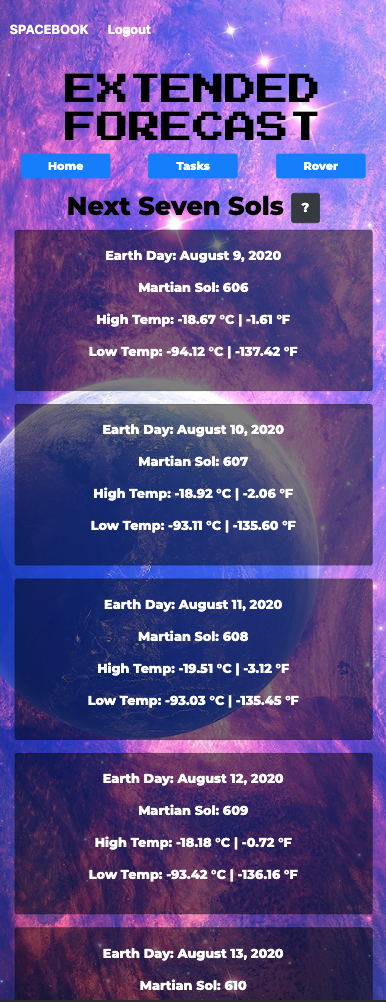 SPACEBOOK Logout
EXTENDED
FORECAST
Home Tasks Rover
Next Seven Sols ?
Earth Day: August 9, 2020
Martian Sol: 606
High Temp: -18.67 °C | -1.61 °F
Low Temp: -94.12 °C | -137.42 °F
Earth Day: August 10, 2020
Martian Sol: 607
High Temp: -18.92 °C | -2.06 °F
Low Temp: -93.11 °C | -135.60 °F
Earth Day: August 11, 2020
Martian Sol: 608
High Temp: -19.51 °C | -3.12 °F
Low Temp: -93.03 °C | -135.45 °F
Earth Day: August 12, 2020
Martian Sol: 609
High Temp: -18.18 °C | -0.72 °F
Low Temp: -93.42 °C | -136.16 °F
Earth Day: August 13, 2020
Martian Sol: 610